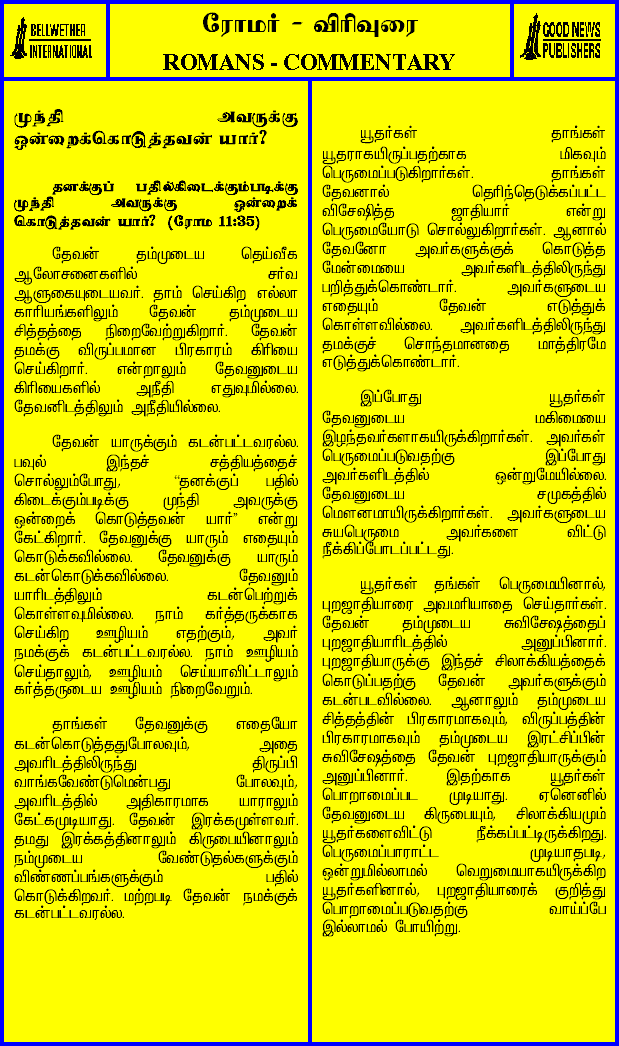 BELLWETHER
INTERNATIONAL
ரோமர் - விரிவுரை
ROMANS - COMMENTARY
GOOD NEWS
PUBLISHERS
முந்தி அவருக்கு
ஒன்றைக்கொடுத்தவன் யார்?
தனக்குப் பதில்கிடைக்கும்படிக்கு
முந்தி அவருக்கு ஒன்றைக்
கொடுத்தவன் யார்? (ரோம 11:35)
தேவன் தம்முடைய தெய்வீக
ஆலோசனைகளில் சர்வ
ஆளுகையுடையவர். தாம் செய்கிற எல்லா
காரியங்களிலும் தேவன் தம்முடைய
சித்தத்தை நிறைவேற்றுகிறார். தேவன்
தமக்கு விருப்பமான பிரகாரம் கிரியை
செய்கிறார். என்றாலும் தேவனுடைய
கிரியைகளில் அநீதி எதுவுமில்லை.
தேவனிடத்திலும் அநீதியில்லை.
தேவன் யாருக்கும் கடன்பட்டவரல்ல.
பவுல் இந்தச் சத்தியத்தைச்
சொல்லும்போது, “தனக்குப் பதில்
கிடைக்கும்படிக்கு முந்தி அவருக்கு
ஒன்றைக் கொடுத்தவன் யார்” என்று
கேட்கிறார். தேவனுக்கு யாரும் எதையும்
கொடுக்கவில்லை. தேவனுக்கு யாரும்
கடன்கொடுக்கவில்லை. தேவனும்
யாரிடத்திலும் கடன்பெற்றுக்
கொள்ளவுமில்லை. நாம் கர்த்தருக்காக
செய்கிற ஊழியம் எதற்கும், அவர்
நமக்குக் கடன்பட்டவரல்ல. நாம் ஊழியம்
செய்தாலும், ஊழியம் செய்யாவிட்டாலும்
கர்த்தருடைய ஊழியம் நிறைவேறும்.
தாங்கள் தேவனுக்கு எதையோ
கடன்கொடுத்ததுபோலவும், அதை
அவரிடத்திலிருந்து திருப்பி
வாங்கவேண்டுமென்பது போலவும்,
அவரிடத்தில் அதிகாரமாக யாராலும்
கேட்கமுடியாது. தேவன் இரக்கமுள்ளவர்.
தமது இரக்கத்தினாலும் கிருபையினாலும்
நம்முடைய வேண்டுதல்களுக்கும்
விண்ணப்பங்களுக்கும் பதில்
கொடுக்கிறவர். மற்றபடி தேவன் நமக்குக்
கடன்பட்டவரல்ல.
யூதர்கள் தாங்கள்
யூதராகயிருப்பதற்காக மிகவும்
பெருமைப்படுகிறார்கள். தாங்கள்
தேவனால் தெரிந்தெடுக்கப்பட்ட
விசேஷித்த ஜாதியார் என்று
பெருமையோடு சொல்லுகிறார்கள். ஆனால்
தேவனோ அவர்களுக்குக் கொடுத்த
மேன்மையை அவர்களிடத்திலிருந்து
பறித்துக்கொண்டார். அவர்களுடைய
எதையும் தேவன் எடுத்துக்
கொள்ளவில்லை. அவர்களிடத்திலிருந்து
தமக்குச் சொந்தமானதை மாத்திரமே
எடுத்துக்கொண்டார்.
இப்போது யூதர்கள்
தேவனுடைய மகிமையை
இழந்தவர்களாகயிருக்கிறார்கள். அவர்கள்
பெருமைப்படுவதற்கு இப்போது
அவர்களிடத்தில் ஒன்றுமேயில்லை.
தேவனுடைய சமுகத்தில்
மௌனமாயிருக்கிறார்கள். அவர்களுடைய
சுயபெருமை அவர்களை விட்டு
நீக்கிப்போடப்பட்டது.
யூதர்கள் தங்கள் பெருமையினால்,
புறஜாதியாரை அவமரியாதை செய்தார்கள்.
தேவன் தம்முடைய சுவிசேஷத்தைப்
புறஜாதியாரிடத்தில் அனுப்பினார்.
புறஜாதியாருக்கு இந்தச் சிலாக்கியத்தைக்
கொடுப்பதற்கு தேவன் அவர்களுக்கும்
கடன்படவில்லை. ஆனாலும் தம்முடைய
சித்தத்தின் பிரகாரமாகவும், விருப்பத்தின்
பிரகாரமாகவும் தம்முடைய இரட்சிப்பின்
சுவிசேஷத்தை தேவன் புறஜாதியாருக்கும்
அனுப்பினார். இதற்காக யூதர்கள்
பொறாமைப்பட முடியாது. ஏனெனில்
தேவனுடைய கிருபையும், சிலாக்கியமும்
யூதர்களைவிட்டு நீக்கப்பட்டிருக்கிறது.
பெருமைப்பாராட்ட முடியாதபடி,
ஒன்றுமில்லாமல் வெறுமையாகயிருக்கிற
யூதர்களினால், புறஜாதியாரைக் குறித்து
பொறாமைப்படுவதற்கு வாய்ப்பே
இல்லாமல் போயிற்று.